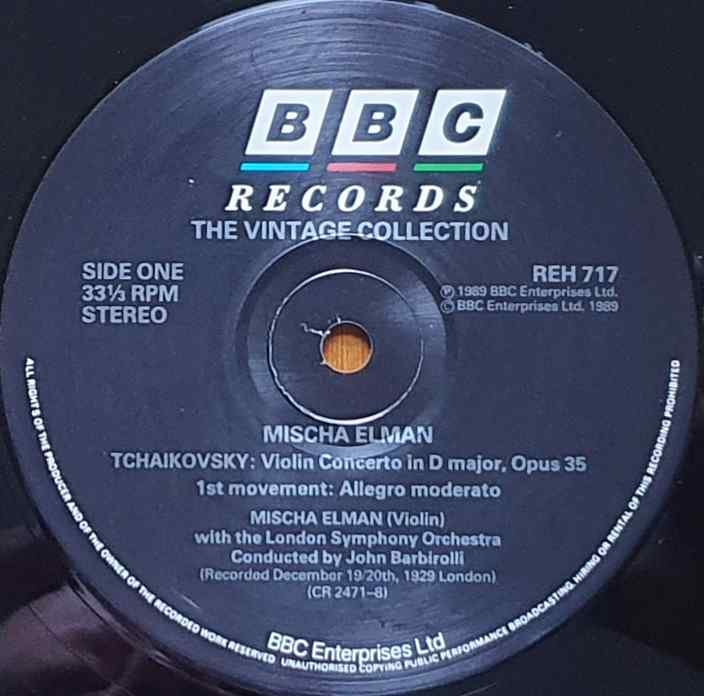 BBC
RECORDS
THE VINTAGE COLLECTION
SIDE ONE
33⅓ RPM
STEREO
REH 717
Ⓟ 1989 BBC Enterprises Ltd.
© BBC Enterprises Ltd. 1989
MISCHA ELMAN
TCHAIKOVSKY: Violin Concerto in D major, Opus 35
1st movement: Allegro moderato
MISCHA ELMAN (Violin)
with the London Symphony Orchestra
Conducted by John Barbirolli
(Recorded December 19/20th, 1929 London)
(CR 2471–8)
BBC Enterprises Ltd
ALL RIGHTS OF THE PRODUCER AND OF THE OWNER OF THE RECORDED WORK RESERVED UNAUTHORISED COPYING PUBLIC PERFORMANCE BROADCASTING, HIRING OR RENTAL OF THIS RECORDING PROHIBITED